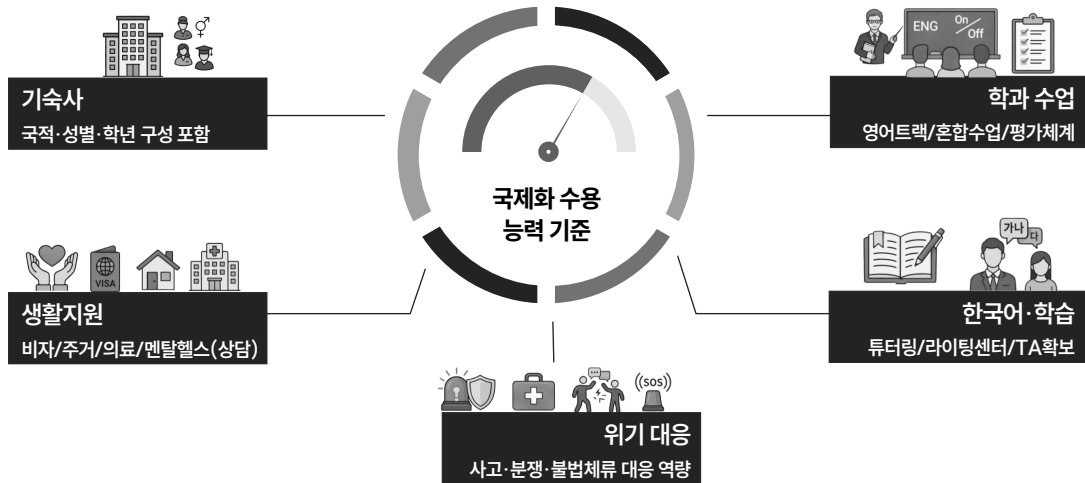 기숙사
국적·성별·학년 구성 포함
ENG
On/Off
학과 수업
영어트랙/혼합수업/평가체계
국제화 수용
능력 기준
VISA
생활지원
비자/주거/의료/멘탈헬스(상담)
가나
다
한국어·학습
튜터링/라이팅센터/TA확보
((SOS))
위기 대응
사고·분쟁·불법체류 대응 역량